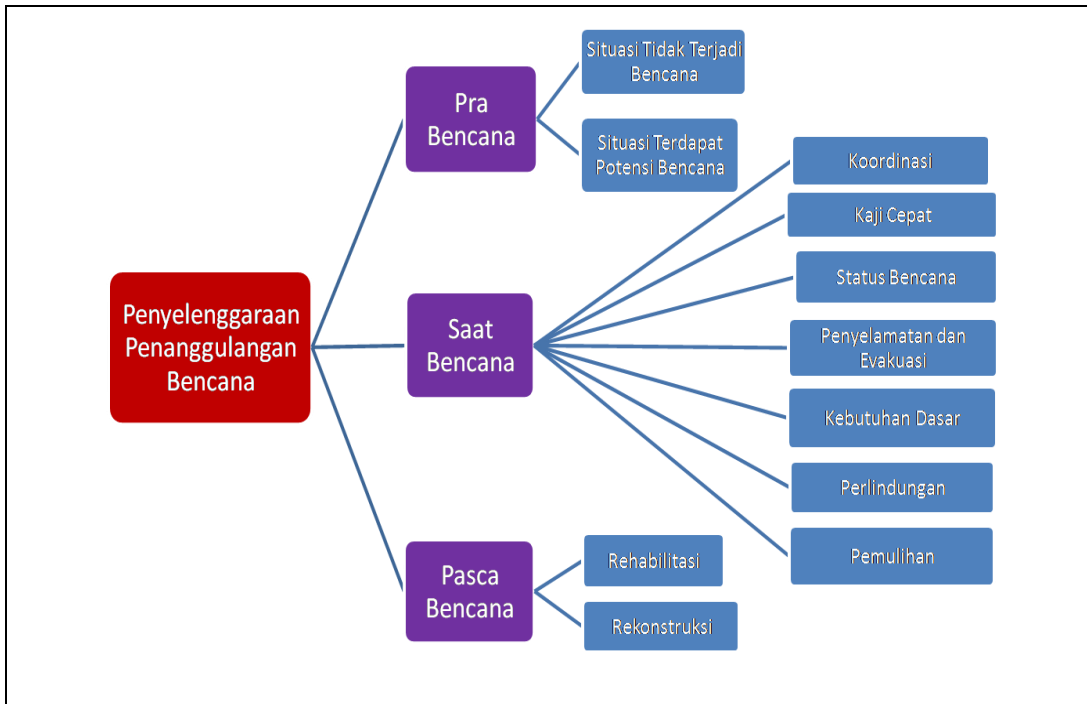 Penyelenggaraan
Penanggulangan
Bencana
Pra
Bencana
Situasi Tidak Terjadi
Bencana
Situasi Terdapat
Potensi Bencana
Saat
Bencana
Koordinasi
Kaji Cepat
Status Bencana
Penyelamatan dan
Evakuasi
Kebutuhan Dasar
Perlindungan
Pemulihan
Pasca
Bencana
Rehabilitasi
Rekonstruksi